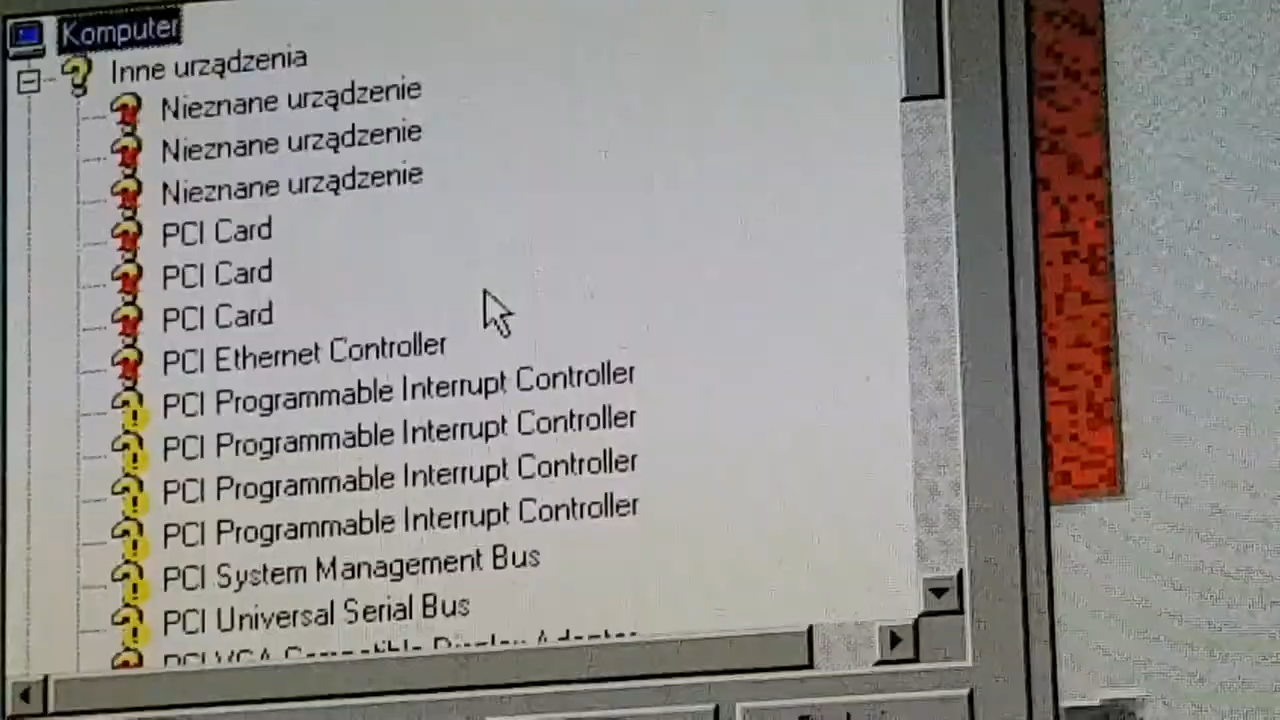 Komputer
Inne urządzenia
Nieznane urządzenie
Nieznane urządzenie
Nieznane urządzenie
PCI Card
PCI Card
PCI Card
PCI Ethernet Controller
PCI Programmable Interrupt Controller
PCI Programmable Interrupt Controller
PCI Programmable Interrupt Controller
PCI Programmable Interrupt Controller
PCI System Management Bus
PCI Universal Serial Bus